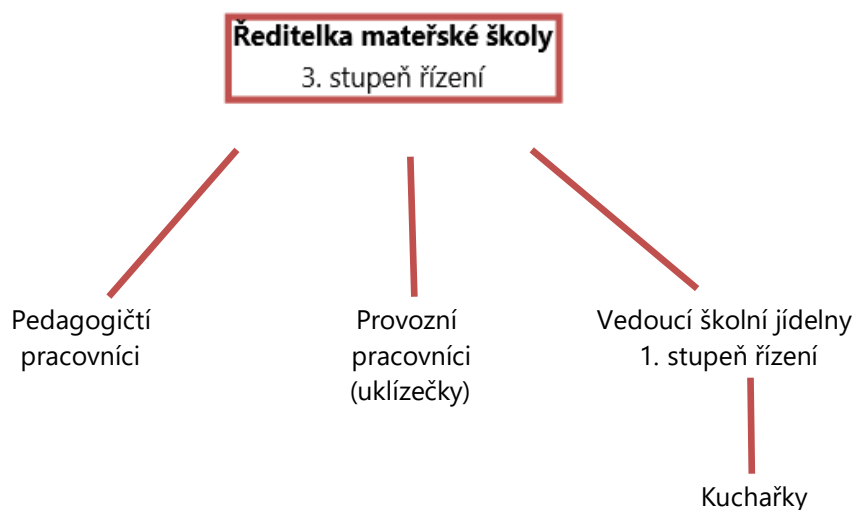 Ředitelka mateřské školy
3. stupeň řízení
Pedagogičtí
pracovníci
Provozní
pracovníci
(uklízečky)
Vedoucí školní jídelny
1. stupeň řízení
Kuchařky